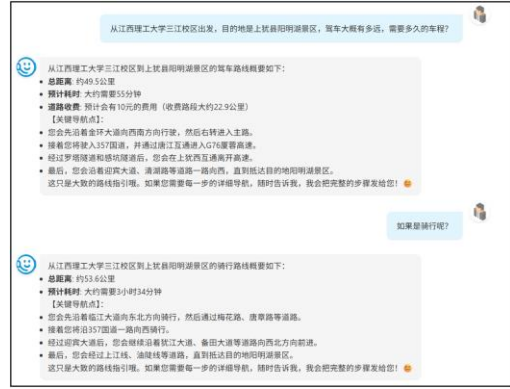 从江西理工大学三江校区出发，目的地是上犹县阳明湖景区，驾车大概有多远，需要多久的车程？
从江西理工大学三江校区到上犹县阳明湖景区的驾车路线概要如下：
• 总距离: 约49.5公里
• 预计耗时: 大约需要55分钟
• 道路收费: 预计会有10元的费用（收费路段大约22.9公里）
【关键导航点】：
• 您会先沿着金环大道向西南方向行驶，然后右转进入主路。
• 接着您将驶入357国道，并通过唐江互通进入G76厦蓉高速。
• 经过罗塔隧道和感坑隧道后，您会在上犹西互通离开高速。
• 最后，您会沿着迎宾大道、清湖路等道路一路向西，直到抵达目的地阳明湖景区。
这只是大致的路线指引哦。如果您需要每一步的详细导航，随时告诉我，我会把完整的步骤发给您！😊
如果是骑行呢？
从江西理工大学三江校区到上犹县阳明湖景区的骑行路线概要如下：
• 总距离: 约53.6公里
• 预计耗时: 大约需要3小时34分钟
【关键导航点】：
• 您会先沿着临江大道向东北方向骑行，然后通过梅花路、唐章路等道路。
• 接着您将沿357国道一路向西骑行。
• 经过迎宾大道后，您会继续沿着犹江大道、备田大道等道路向西北方向前进。
• 最后，您会经过上江线、油陡线等道路，直到抵达目的地阳明湖景区。
这只是大致的路线指引哦。如果您需要每一步的详细导航，随时告诉我，我会把完整的步骤发给您！😊